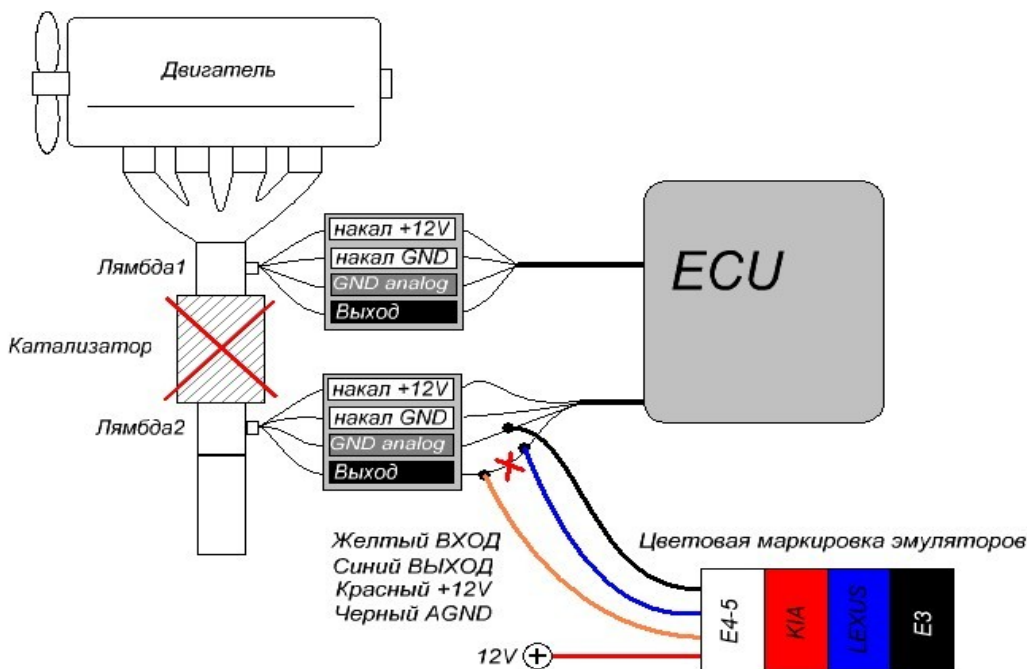 Двигатель
накал +12V
накал GND
GND analog
Выход
Лямбда1
ECU
Катализатор
накал +12V
накал GND
GND analog
Выход
Лямбда2
Желтый ВХОД
Синий ВЫХОД
Красный +12V
Черный AGND
Цветовая маркировка эмуляторов
E4-5
KIA
LEXUS
E3
12V +